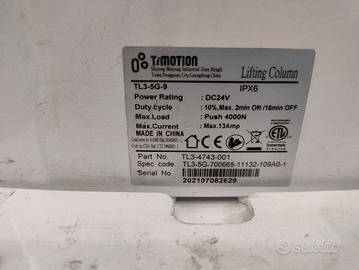 TiMOTION
Lifting Column
TL3-5G-9
IPX6
Power Rating : DC24V
Duty cycle : 10%, Max. 2min ON /18min OFF
Max.Load : Push 4000N
Max.Current : Max.13Amp
MADE IN CHINA
Intertek
Part No. TL3-4743-001
Spec code. TL3-5G-700665-11132-109A0-1
Serial No. 202107082629
subito